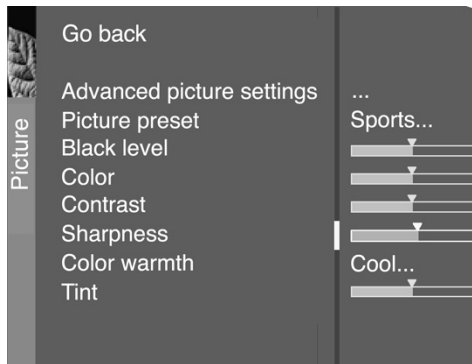 Go back
Picture
Advanced picture settings ...
Picture preset Sports...
Black level
Color
Contrast
Sharpness
Color warmth Cool...
Tint